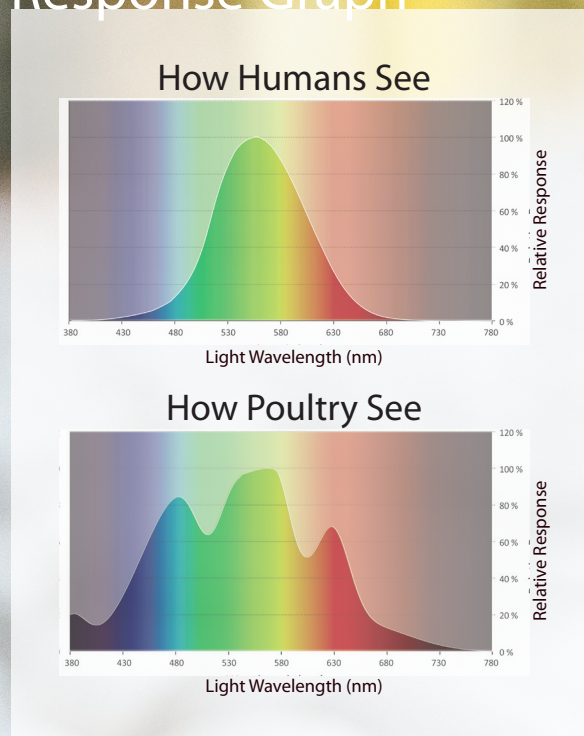 Response Graph
How Humans See
120 %
100 %
80 %
60 %
40 %
20 %
0 %
Relative Response
380 430 480 530 580 630 680 730 780
Light Wavelength (nm)
How Poultry See
120 %
100 %
80 %
60 %
40 %
20 %
0 %
Relative Response
380 430 480 530 580 630 680 730 780
Light Wavelength (nm)